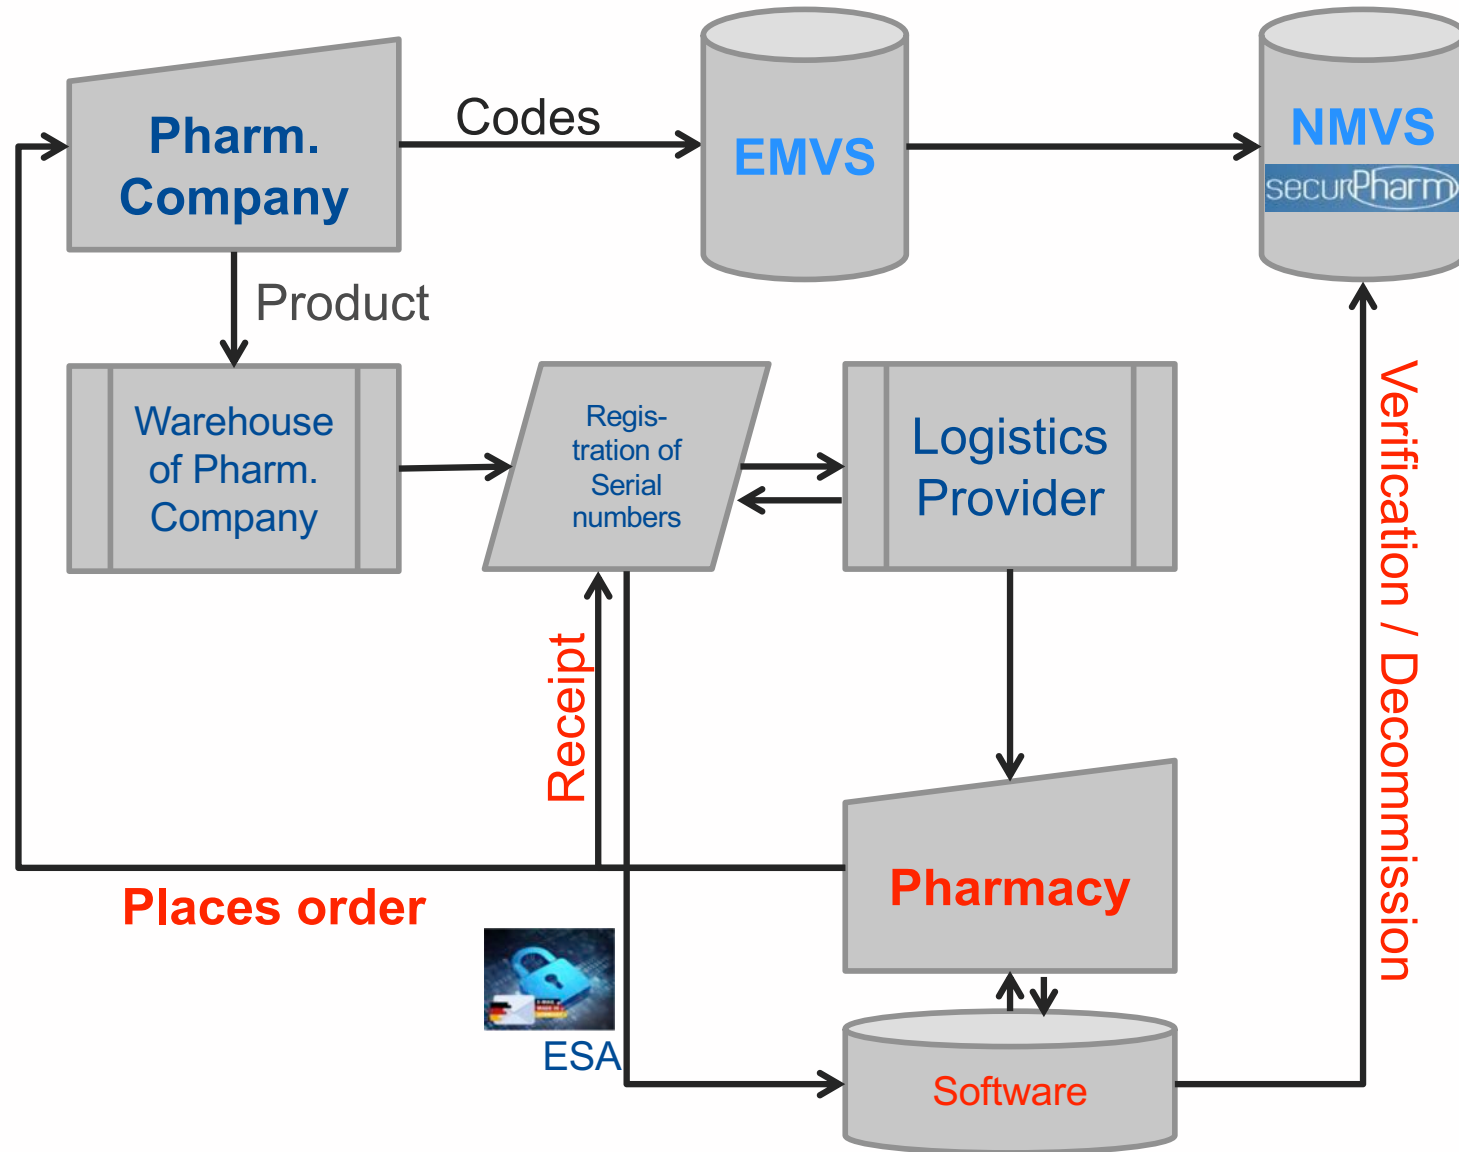 Pharm.
Company
Codes
EMVS
NMVS
securPharm
Product
Warehouse
of Pharm.
Company
Regis-
tration of
Serial
numbers
Logistics
Provider
Verification / Decommission
Receipt
Places order
Pharmacy
ESA
Software